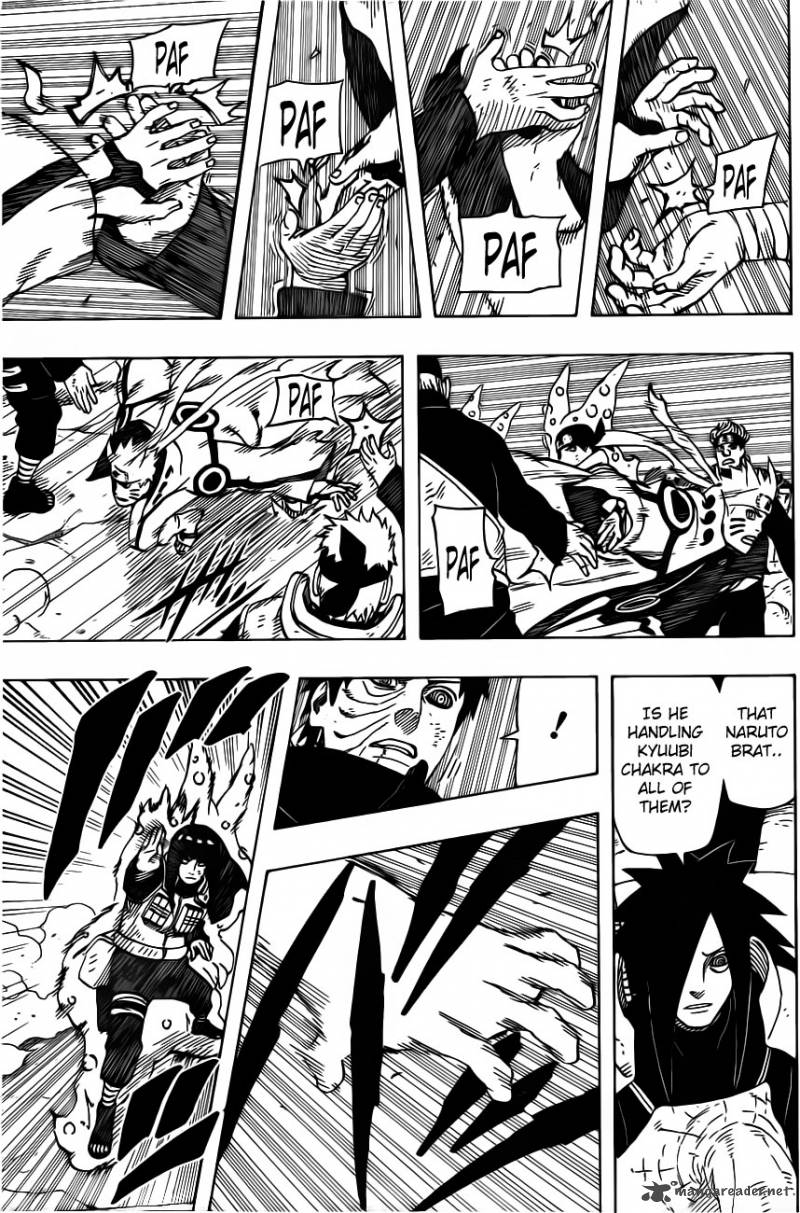 PAF
PAF
PAF
PAF
PAF
PAF
THAT
NARUTO
BRAT..
IS HE
HANDLING
KYUUBI
CHAKRA TO
ALL OF
THEM?
!
mangareader.net